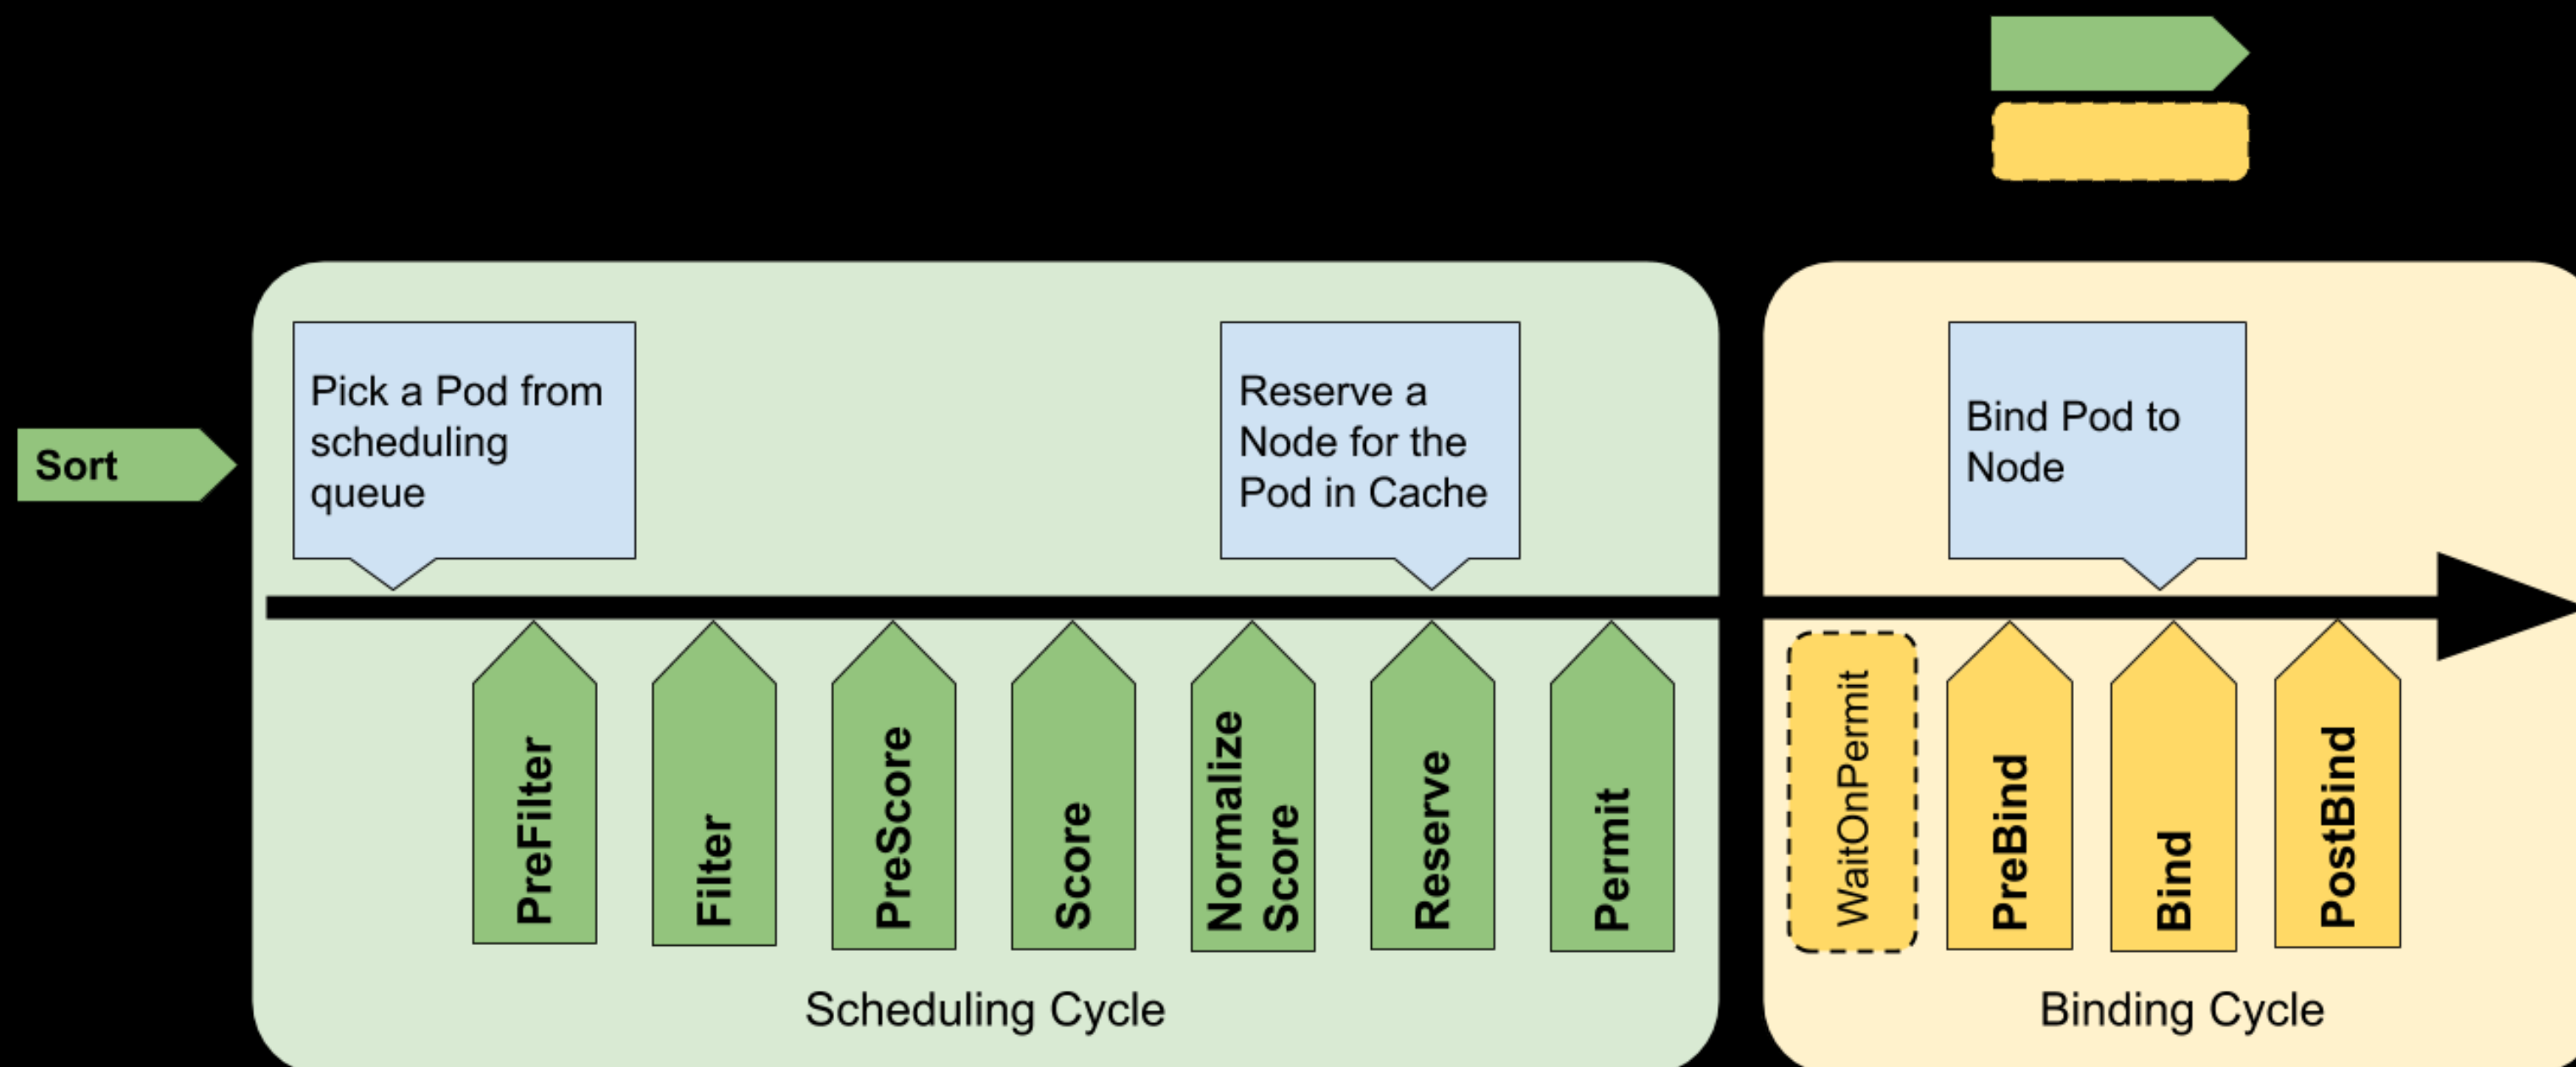 Sort
Pick a Pod from
scheduling
queue
Reserve a
Node for the
Pod in Cache
Bind Pod to
Node
PreFilter
Filter
PreScore
Score
Normalize
Score
Reserve
Permit
WaitOnPermit
PreBind
Bind
PostBind
Scheduling Cycle
Binding Cycle